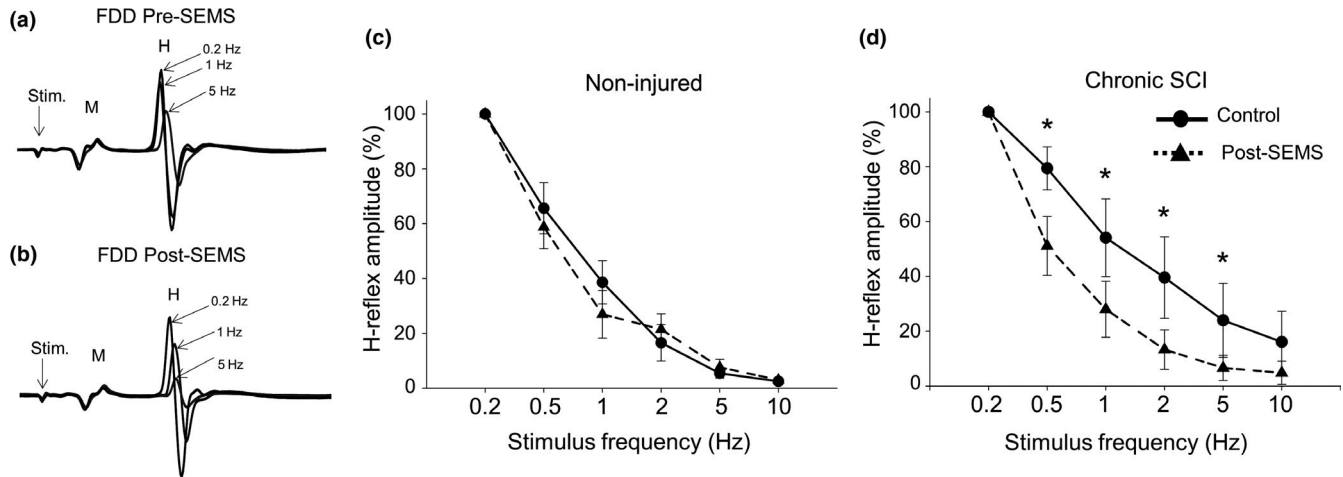 (a)
FDD Pre-SEMS
H
0.2 Hz
1 Hz
5 Hz
Stim.
M
(b)
FDD Post-SEMS
H
0.2 Hz
1 Hz
5 Hz
Stim.
M
(c)
Non-injured
H-reflex amplitude (%)
100
80
60
40
20
0
0.2 0.5 1 2 5 10
Stimulus frequency (Hz)
(d)
Chronic SCI
Control
Post-SEMS
H-reflex amplitude (%)
100
80
60
40
20
0
* * * *
0.2 0.5 1 2 5 10
Stimulus frequency (Hz)